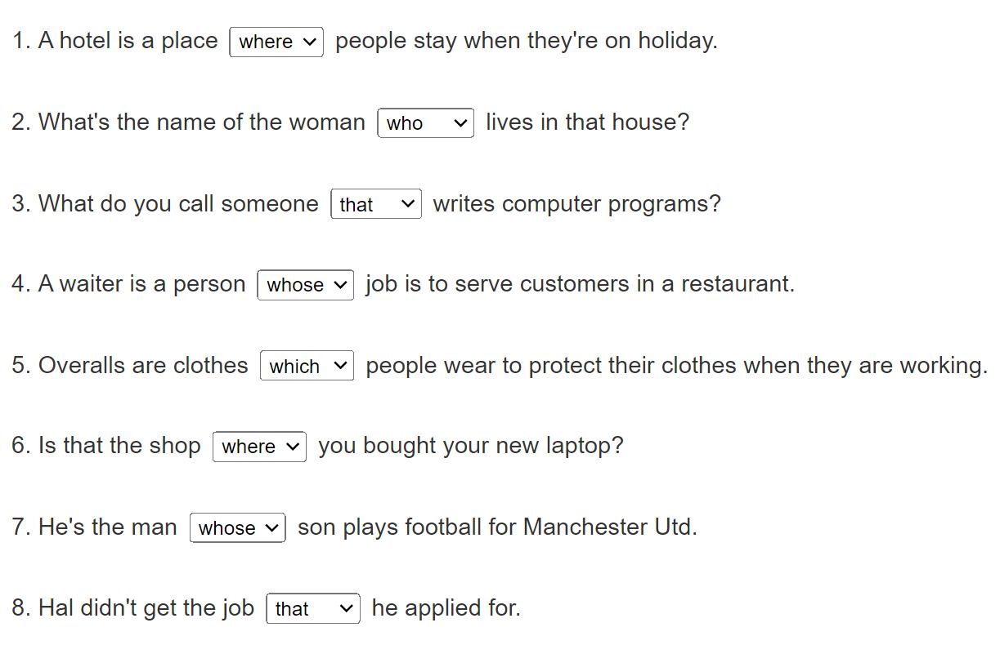 1. A hotel is a place where people stay when they're on holiday.
2. What's the name of the woman who lives in that house?
3. What do you call someone that writes computer programs?
4. A waiter is a person whose job is to serve customers in a restaurant.
5. Overalls are clothes which people wear to protect their clothes when they are working.
6. Is that the shop where you bought your new laptop?
7. He's the man whose son plays football for Manchester Utd.
8. Hal didn't get the job that he applied for.